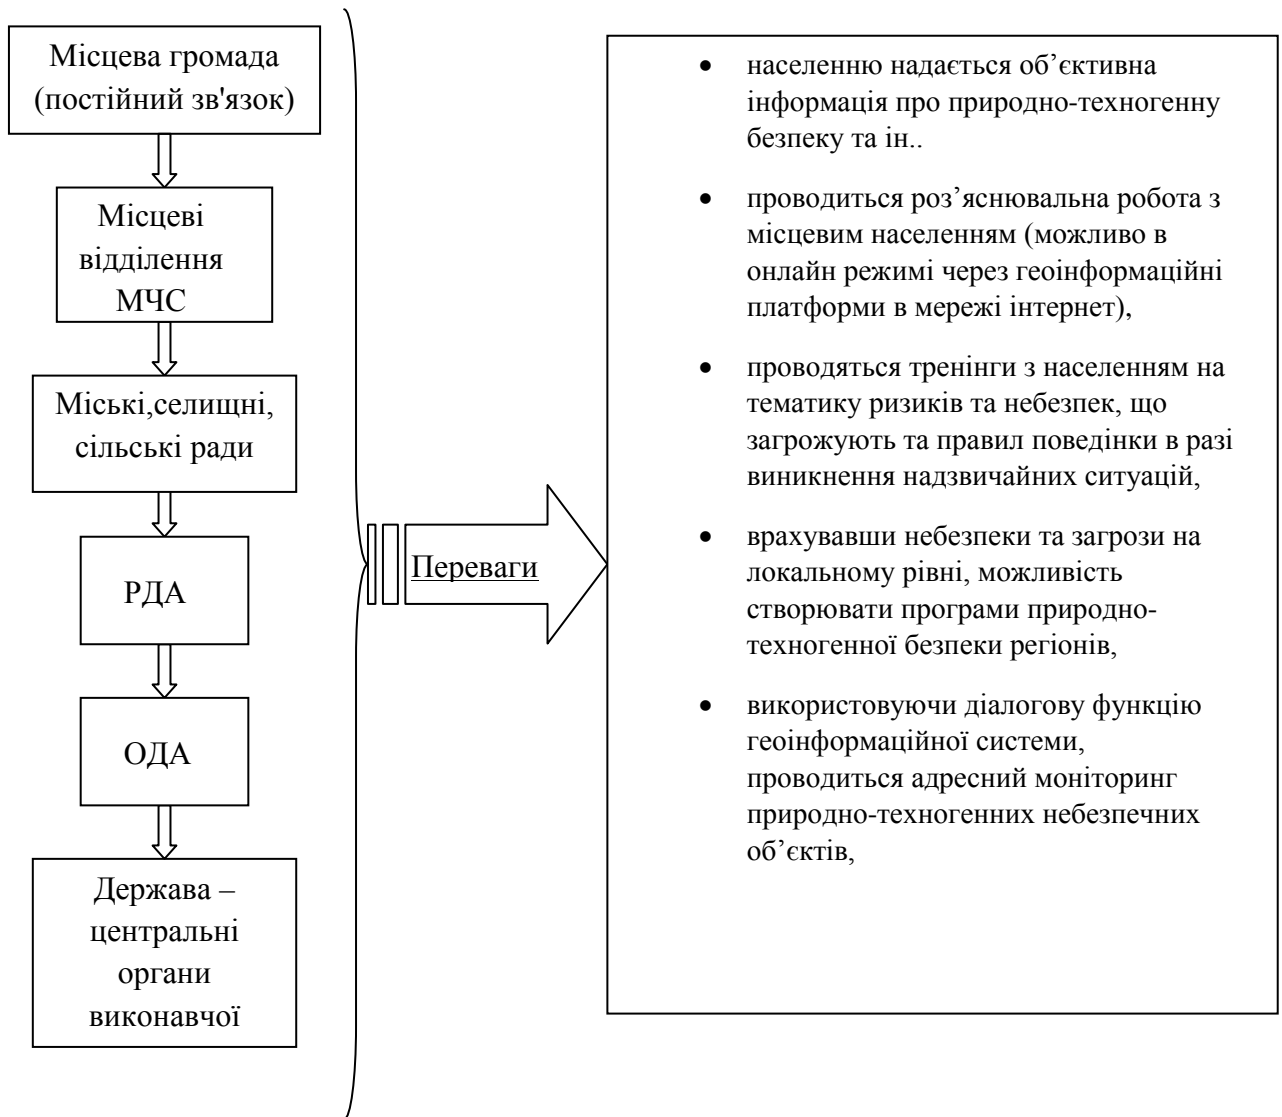 Місцева громада
(постійний зв'язок)
Місцеві
відділення
МЧС
Міські,селищні,
сільські ради
РДА
ОДА
Держава –
центральні
органи
виконавчої
Переваги
• населенню надається об’єктивна
інформація про природно-техногенну
безпеку та ін..
• проводиться роз’яснювальна робота з
місцевим населенням (можливо в
онлайн режимі через геоінформаційні
платформи в мережі інтернет),
• проводяться тренінги з населенням на
тематику ризиків та небезпек, що
загрожують та правил поведінки в разі
виникнення надзвичайних ситуацій,
• врахувавши небезпеки та загрози на
локальному рівні, можливість
створювати програми природно-
техногенної безпеки регіонів,
• використовуючи діалогову функцію
геоінформаційної системи,
проводиться адресний моніторинг
природно-техногенних небезпечних
об’єктів,